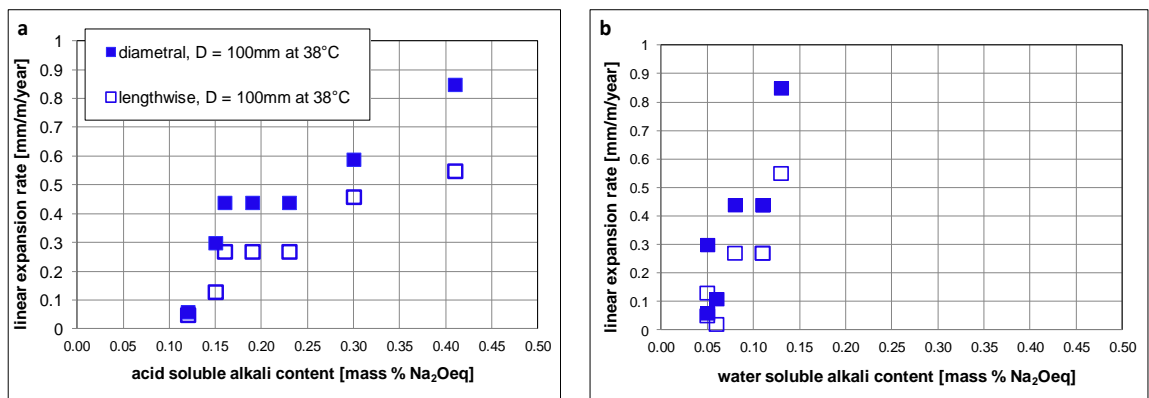 a
1
0.9
0.8
0.7
0.6
0.5
0.4
0.3
0.2
0.1
0
linear expansion rate [mm/m/year]
diametral, D = 100mm at 38°C
lengthwise, D = 100mm at 38°C
0.00 0.05 0.10 0.15 0.20 0.25 0.30 0.35 0.40 0.45 0.50
acid soluble alkali content [mass % Na₂Oeq]
b
1
0.9
0.8
0.7
0.6
0.5
0.4
0.3
0.2
0.1
0
linear expansion rate [mm/m/year]
0.00 0.05 0.10 0.15 0.20 0.25 0.30 0.35 0.40 0.45 0.50
water soluble alkali content [mass % Na₂Oeq]